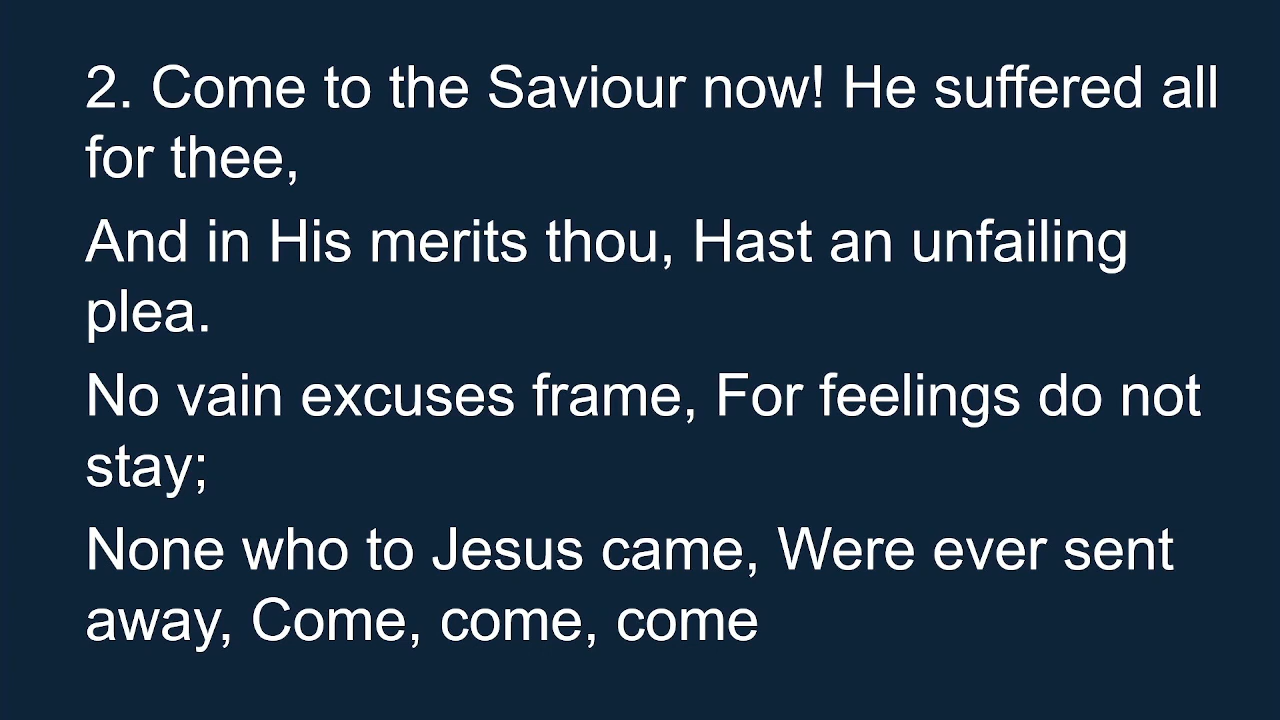 2. Come to the Saviour now! He suffered all
for thee,
And in His merits thou, Hast an unfailing
plea.
No vain excuses frame, For feelings do not
stay;
None who to Jesus came, Were ever sent
away, Come, come, come